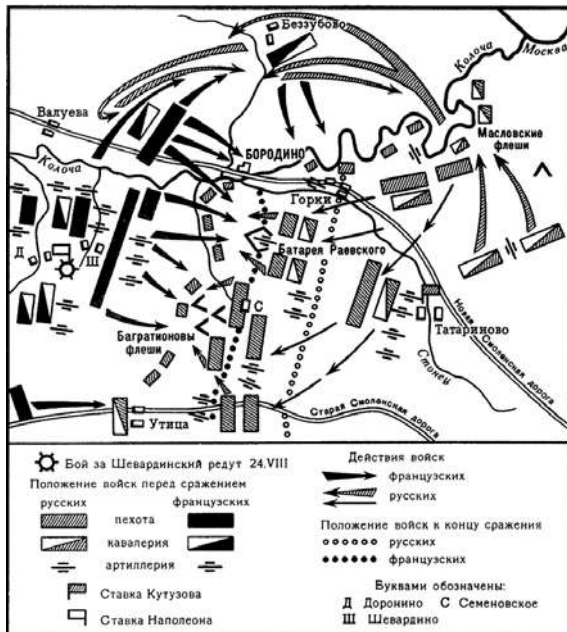 Беззубово
Москва
Колоча
Валуева
Масловские
флеши
БОРОДИНО
Колоча
Горки
Батарея Раевского
Д
Ш
С
Татариново
Багратионовы
флеши
Новая Смоленская дорога
Стонец
Старая Смоленская дорога
Утица
Бой за Шевардинский редут 24.VIII
Положение войск перед сражением
русских французских
пехота
кавалерия
артиллерия
Ставка Кутузова
Ставка Наполеона
Действия войск
французских
русских
Положение войск к концу сражения
русских
французских
Буквами обозначены:
Д Доронино С Семеновское
Ш Шевардино